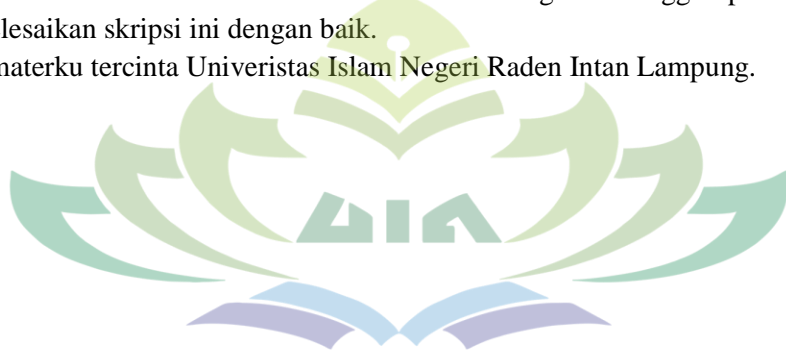 lesaikan skripsi ini dengan baik.
materku tercinta Univeristas Islam Negeri Raden Intan Lampung.